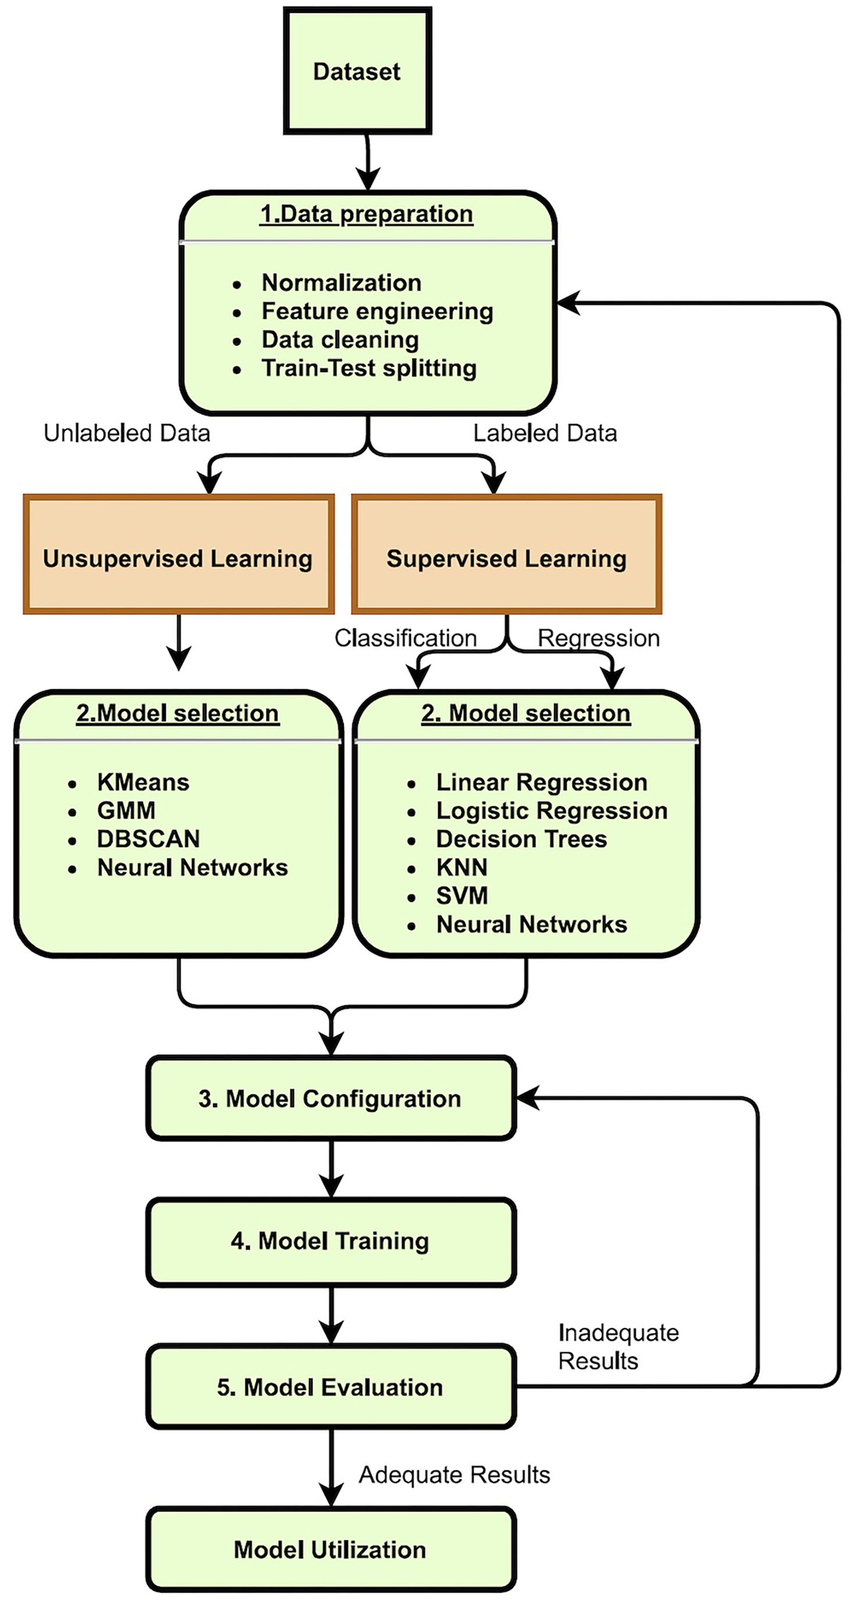 Dataset
1.Data preparation
• Normalization
• Feature engineering
• Data cleaning
• Train-Test splitting
Unlabeled Data
Labeled Data
Unsupervised Learning
Supervised Learning
Classification
Regression
2.Model selection
• KMeans
• GMM
• DBSCAN
• Neural Networks
2. Model selection
• Linear Regression
• Logistic Regression
• Decision Trees
• KNN
• SVM
• Neural Networks
3. Model Configuration
4. Model Training
5. Model Evaluation
Inadequate
Results
Adequate Results
Model Utilization